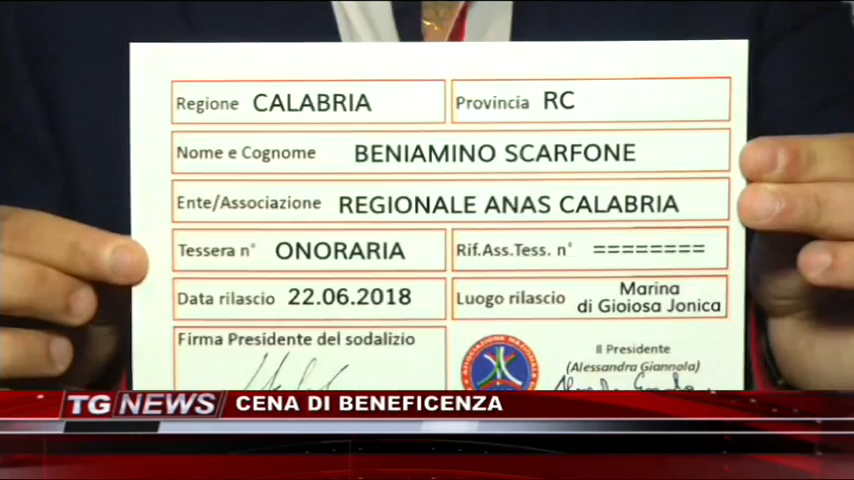 Regione CALABRIA Provincia RC
Nome e Cognome BENIAMINO SCARFONE
Ente/Associazione REGIONALE ANAS CALABRIA
Tessera n° ONORARIA Rif.Ass.Tess. n° ========
Data rilascio 22.06.2018 Luogo rilascio Marina
di Gioiosa Jonica
Firma Presidente del sodalizio Il Presidente
(Alessandra Giannola)
ASSOCIAZIONE NAZIONALE
TG NEWS CENA DI BENEFICENZA